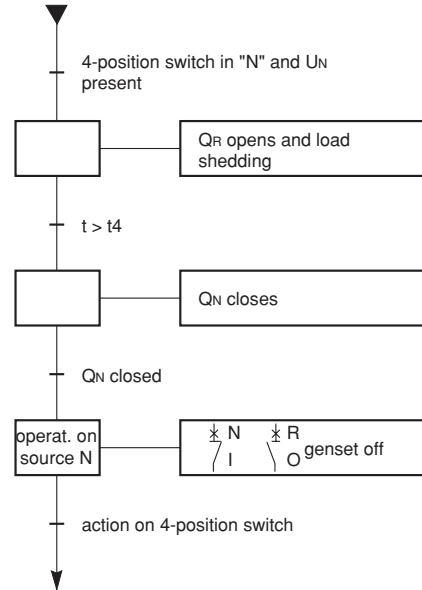 4-position switch in "N" and UN
present
QR opens and load
shedding
t > t4
QN closes
QN closed
operat. on
source N
N
R
I
O
genset off
action on 4-position switch